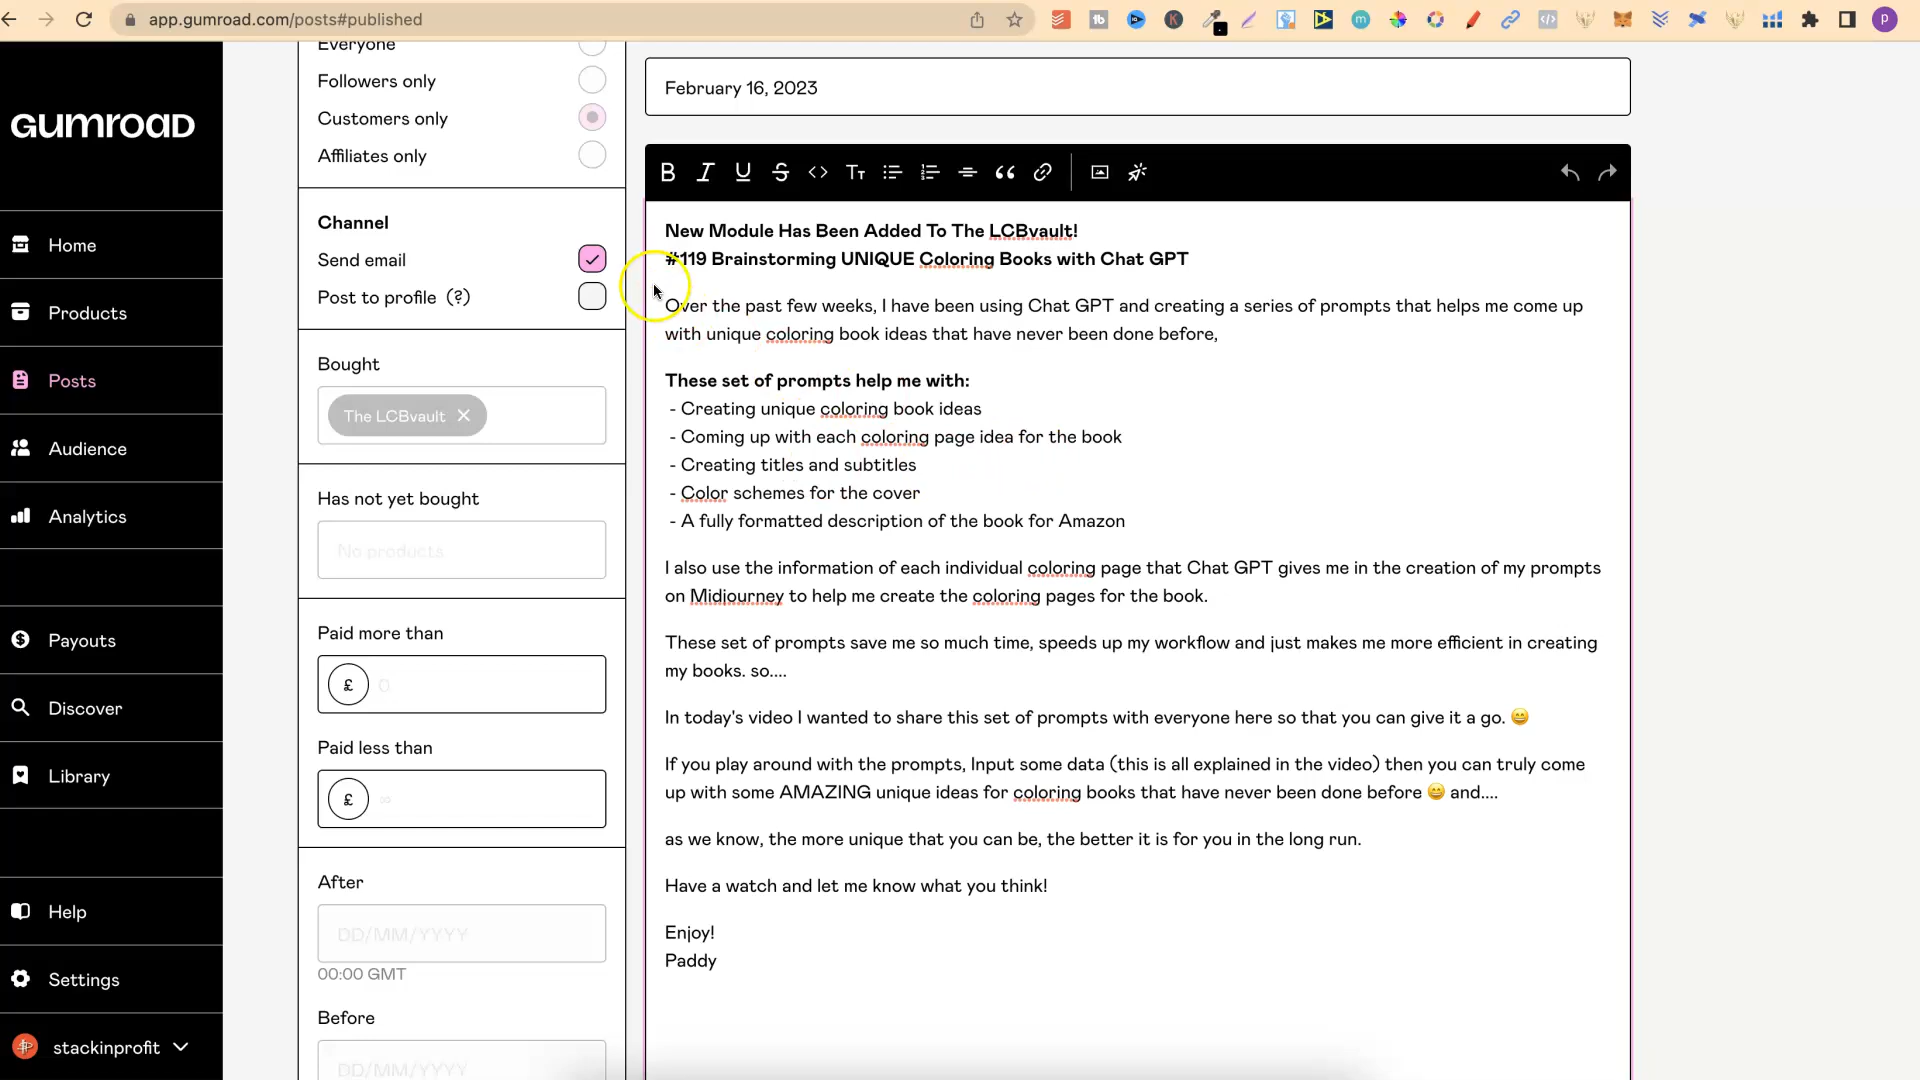 app.gumroad.com/posts#published
GUMROAD
Home
Products
Posts
Audience
Analytics
Payouts
Discover
Library
Help
Settings
stackinprofit
Everyone
Followers only
Customers only
Affiliates only
Channel
Send email
Post to profile (?)
Bought
The LCBvault
Has not yet bought
No products
Paid more than
£ 0
Paid less than
£ ∞
After
DD/MM/YYYY
00:00 GMT
Before
DD/MM/YYYY
February 16, 2023
New Module Has Been Added To The LCBvault!
#119 Brainstorming UNIQUE Coloring Books with Chat GPT
Over the past few weeks, I have been using Chat GPT and creating a series of prompts that helps me come up
with unique coloring book ideas that have never been done before,
These set of prompts help me with:
- Creating unique coloring book ideas
- Coming up with each coloring page idea for the book
- Creating titles and subtitles
- Color schemes for the cover
- A fully formatted description of the book for Amazon
I also use the information of each individual coloring page that Chat GPT gives me in the creation of my prompts
on Midjourney to help me create the coloring pages for the book.
These set of prompts save me so much time, speeds up my workflow and just makes me more efficient in creating
my books. so....
In today's video I wanted to share this set of prompts with everyone here so that you can give it a go. 😄
If you play around with the prompts, Input some data (this is all explained in the video) then you can truly come
up with some AMAZING unique ideas for coloring books that have never been done before 😄 and....
as we know, the more unique that you can be, the better it is for you in the long run.
Have a watch and let me know what you think!
Enjoy!
Paddy